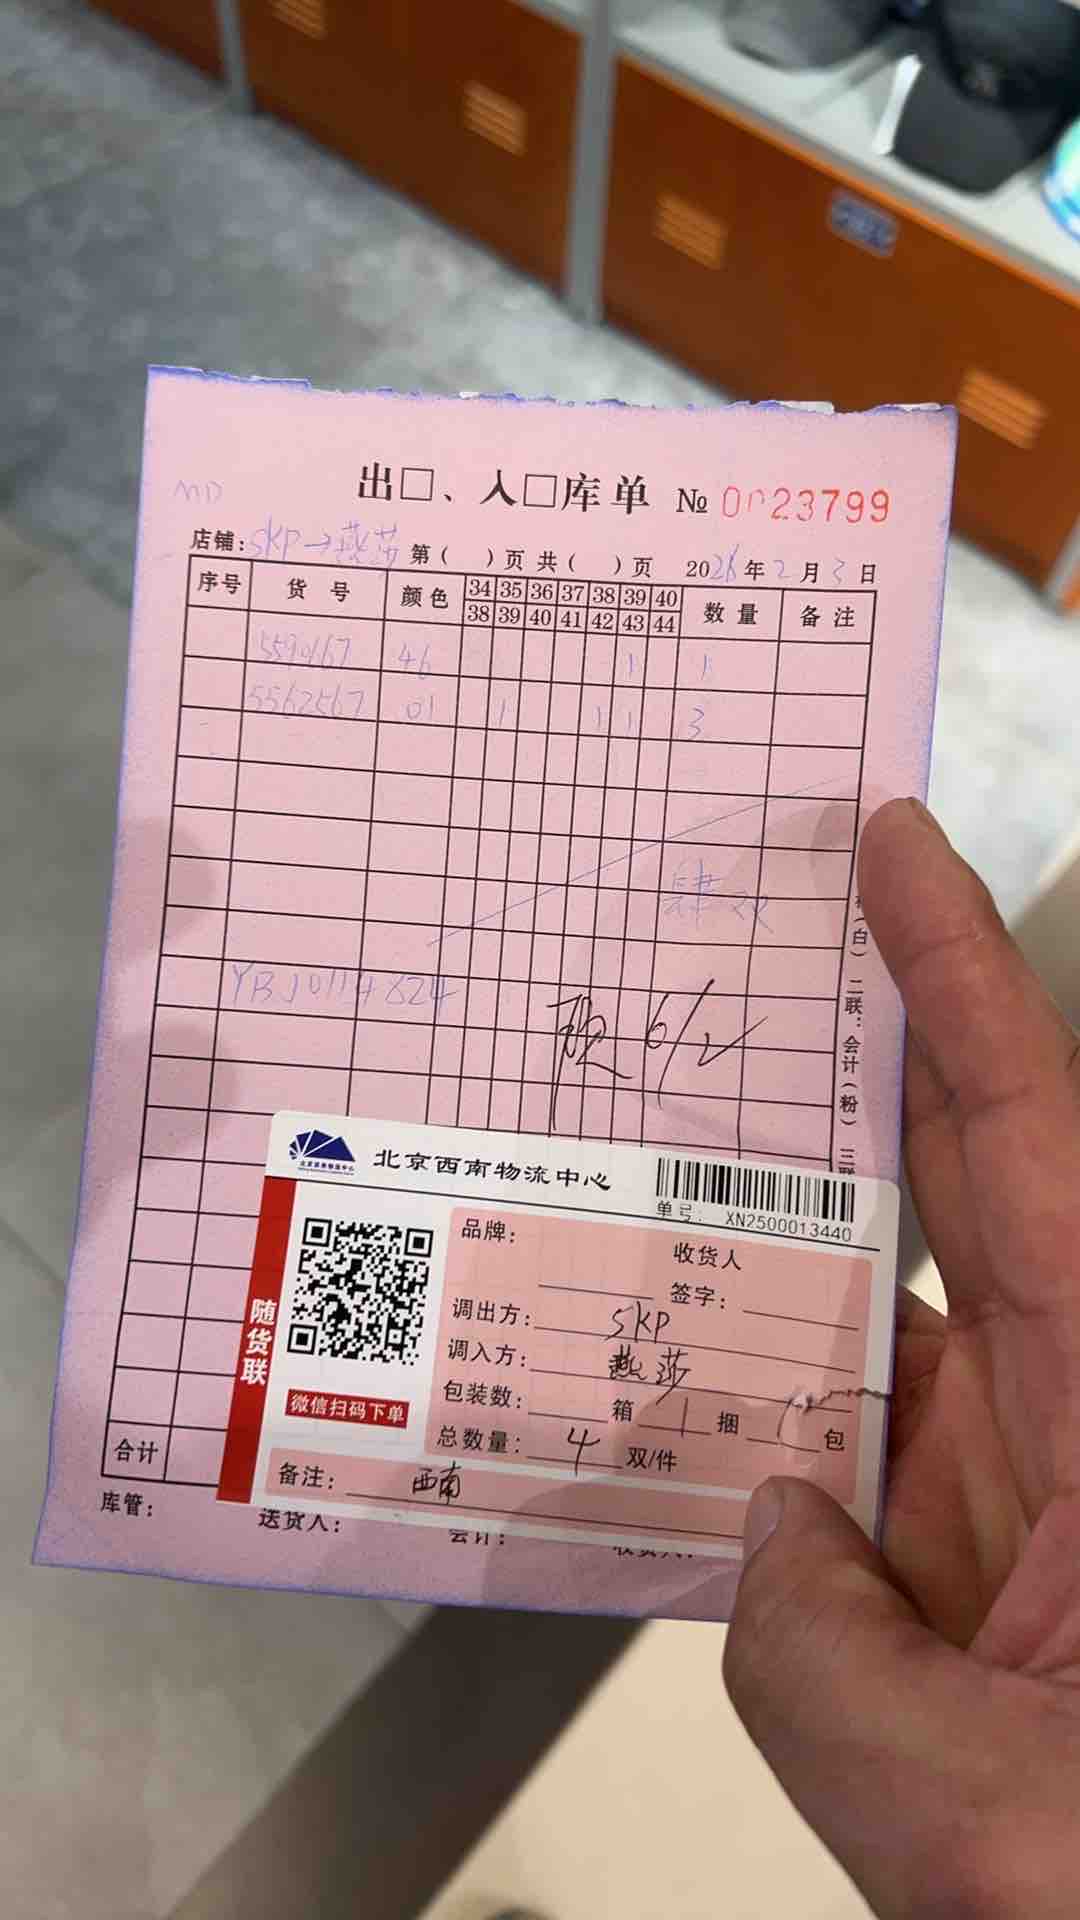 出□、入□库单 № 0023799
MD
店铺: SKP→燕莎 第( )页 共( )页 2026年2月3日
序号 货号 颜色 34 35 36 37 38 39 40 数量 备注
38 39 40 41 42 43 44
46 1 1
5562567 01 1 1 1 3
肆双
YBJ0114824
6/2
(白) 二联:会计(粉) 三联
北京西南物流中心
单号: XN2500013440
品牌: 收货人
签字:
调出方: SKP
调入方: 燕莎
包装数: 箱 1 捆 包
总数量: 4 双/件
备注: 西南
随货联
微信扫码下单
合计
库管: 送货人: 会计: 收货人: